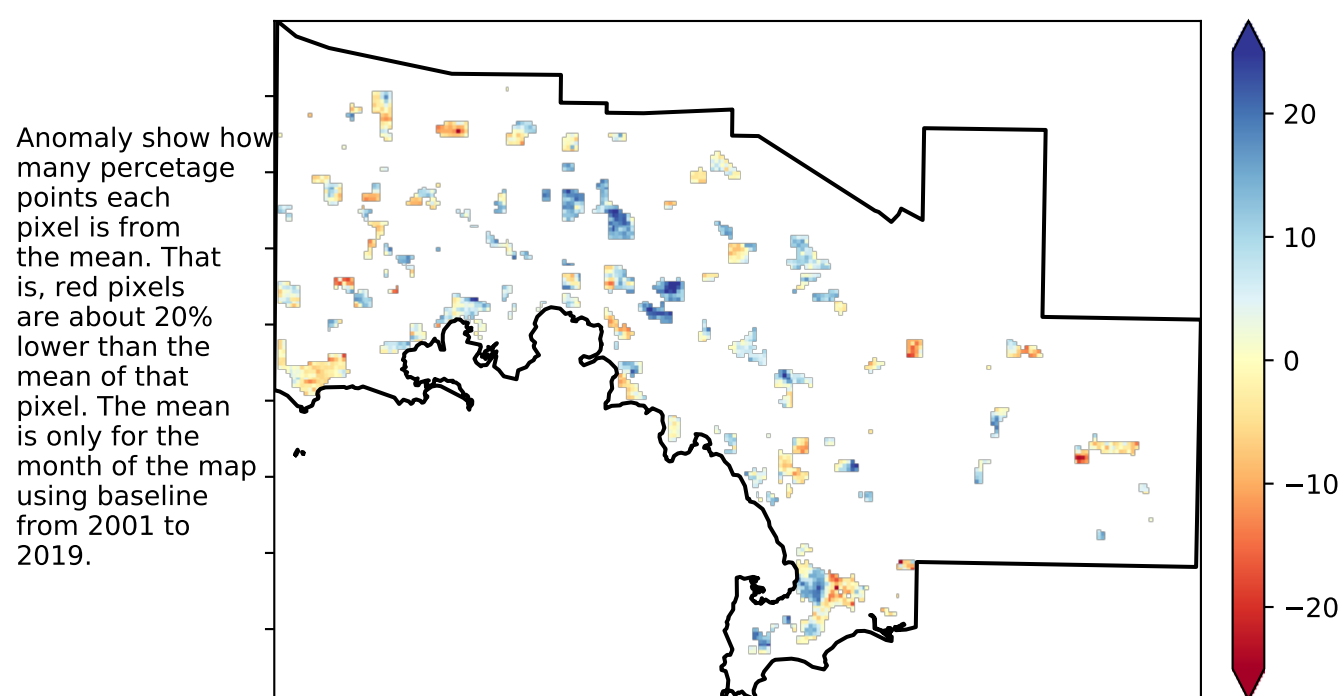 Anomaly show how
many percetage
points each
pixel is from
the mean. That
is, red pixels
are about 20%
lower than the
mean of that
pixel. The mean
is only for the
month of the map
using baseline
from 2001 to
2019.
20
10
0
−10
−20